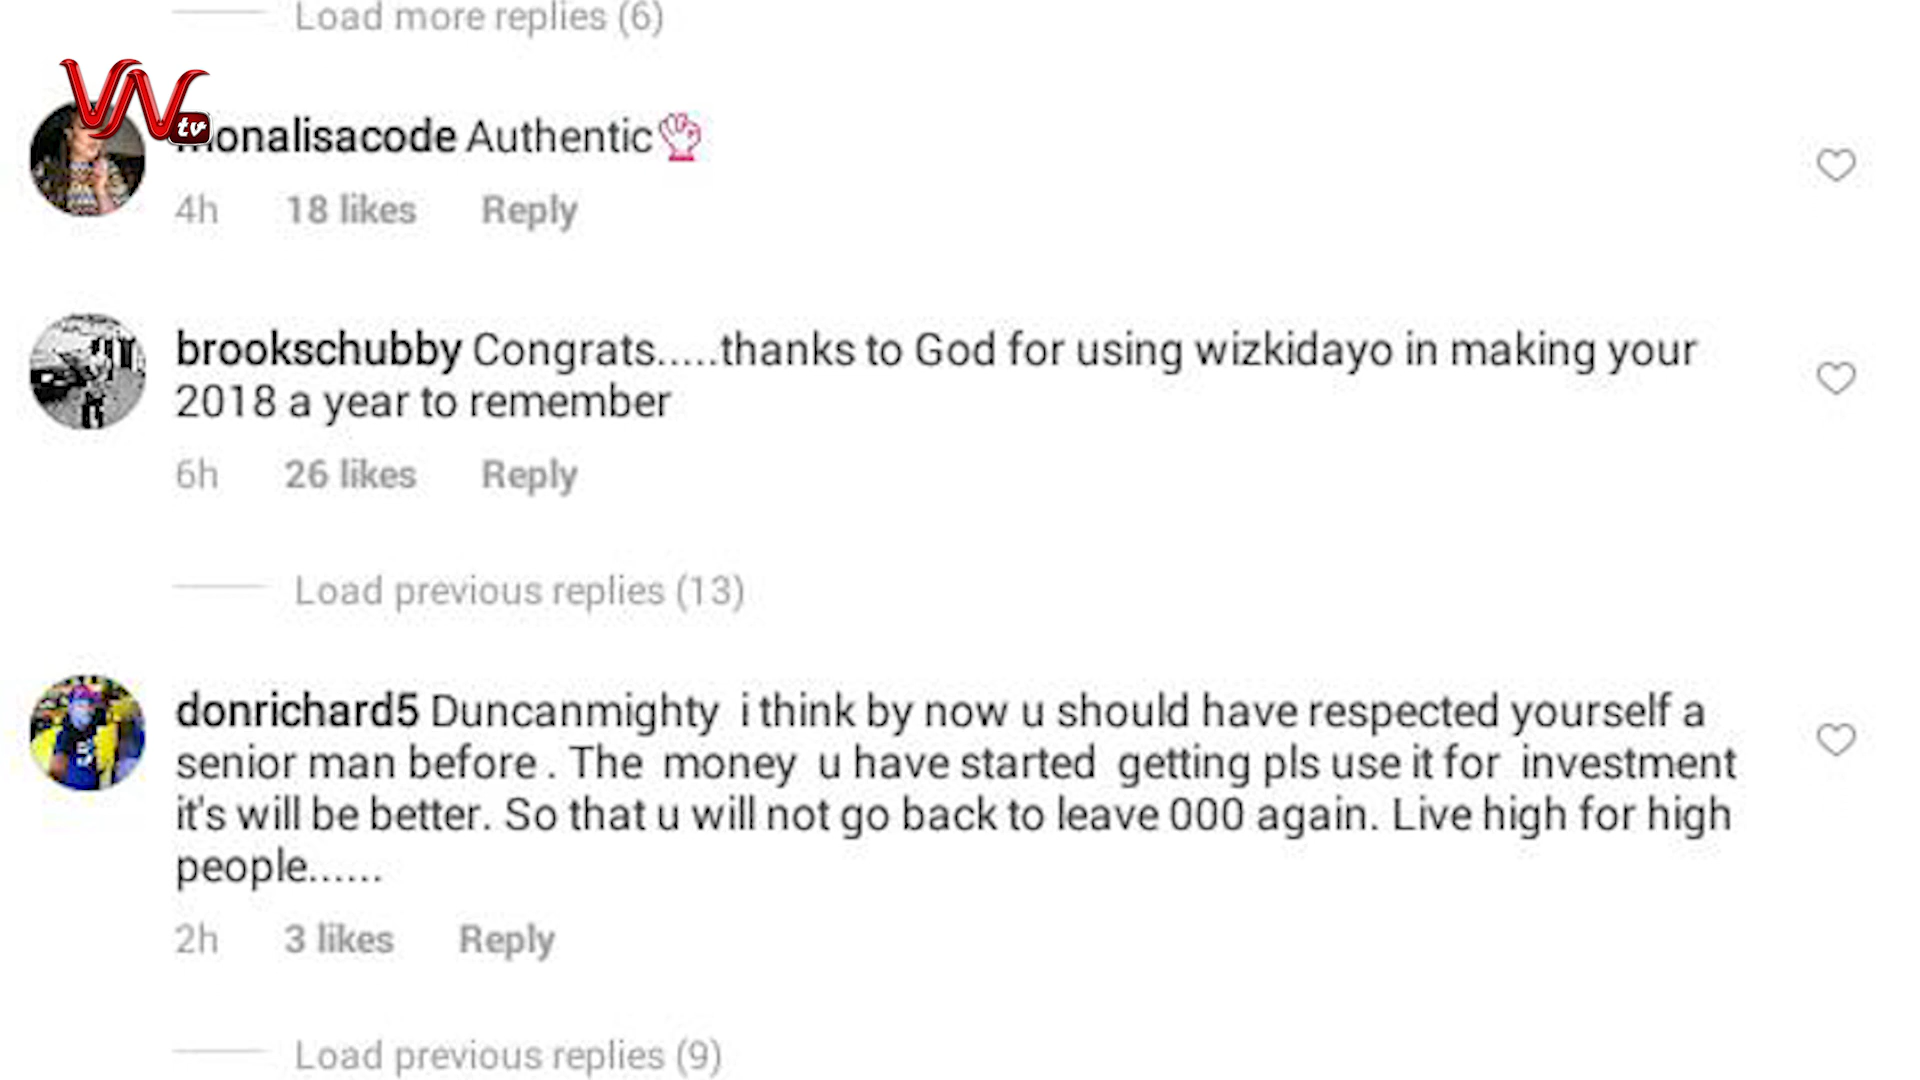 Load more replies (6)
VN tv
monalisacode Authentic
4h 18 likes Reply
brookschubby Congrats.....thanks to God for using wizkidayo in making your
2018 a year to remember
6h 26 likes Reply
Load previous replies (13)
donrichard5 Duncanmighty i think by now u should have respected yourself a
senior man before . The money u have started getting pls use it for investment
it's will be better. So that u will not go back to leave 000 again. Live high for high
people......
2h 3 likes Reply
Load previous replies (9)